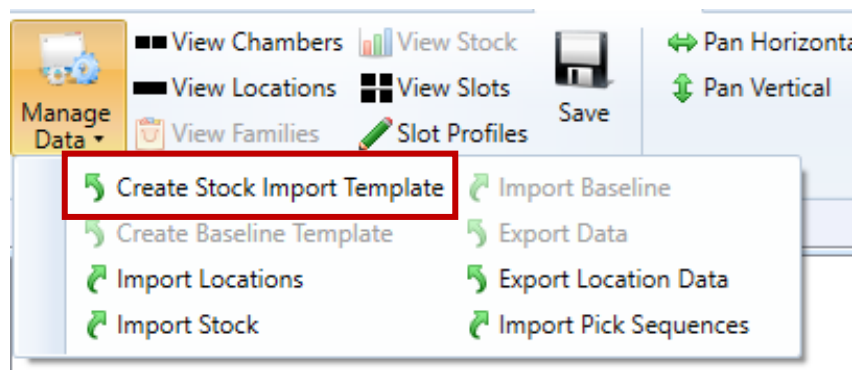 View Chambers
View Stock
Pan Horizonta
View Locations
View Slots
Pan Vertical
Manage
Data
Save
View Families
Slot Profiles
Create Stock Import Template
Import Baseline
Create Baseline Template
Export Data
Import Locations
Export Location Data
Import Stock
Import Pick Sequences